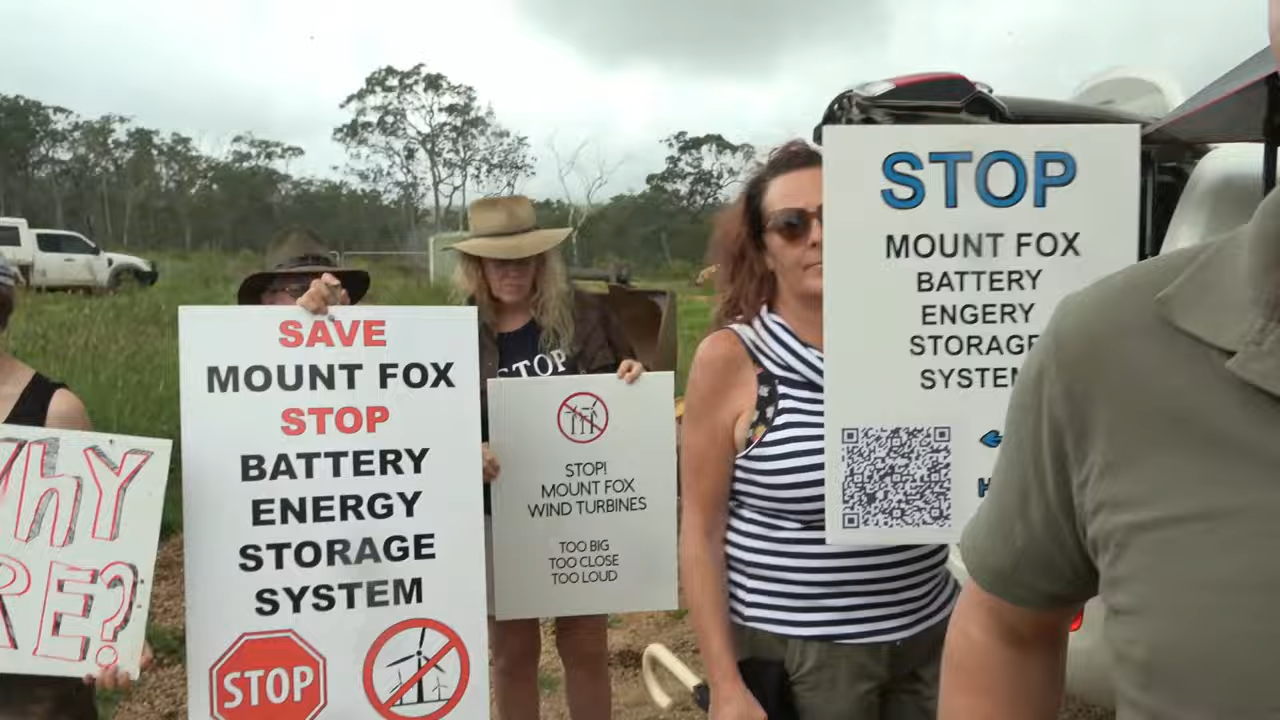 WHY
RE?
SAVE
MOUNT FOX
STOP
BATTERY
ENERGY
STORAGE
SYSTEM
STOP
STOP
STOP!
MOUNT FOX
WIND TURBINES
TOO BIG
TOO CLOSE
TOO LOUD
STOP
MOUNT FOX
BATTERY
ENGERY
STORAGE
SYSTEM
H